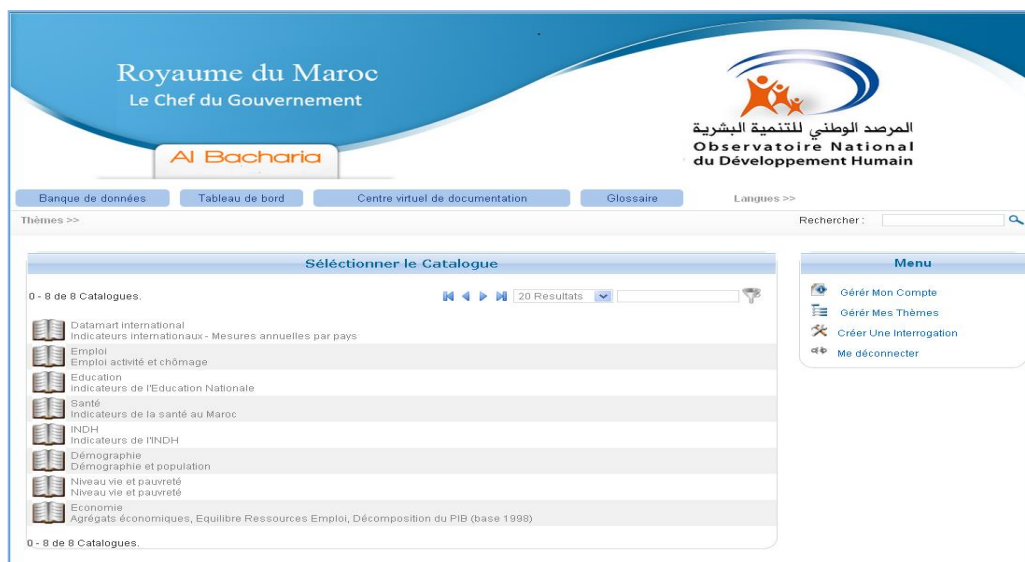 Royaume du Maroc
Le Chef du Gouvernement
Al Bacharia
المرصد الوطني للتنمية البشرية
Observatoire National
du Développement Humain
Banque de données
Tableau de bord
Centre virtuel de documentation
Glossaire
Langues >>
Thèmes >>
Rechercher :
Séléctionner le Catalogue
0 - 8 de 8 Catalogues.
20 Resultats
Datamart international
Indicateurs internationaux - Mesures annuelles par pays
Emploi
Emploi activité et chômage
Education
Indicateurs de l'Education Nationale
Santé
Indicateurs de la santé au Maroc
INDH
Indicateurs de l'INDH
Démographie
Démographie et population
Niveau vie et pauvreté
Niveau vie et pauvreté
Economie
Agrégats économiques, Equilibre Ressources Emploi, Décomposition du PIB (base 1998)
0 - 8 de 8 Catalogues.
Menu
Gérér Mon Compte
Gérér Mes Thèmes
Créer Une Interrogation
Me déconnecter